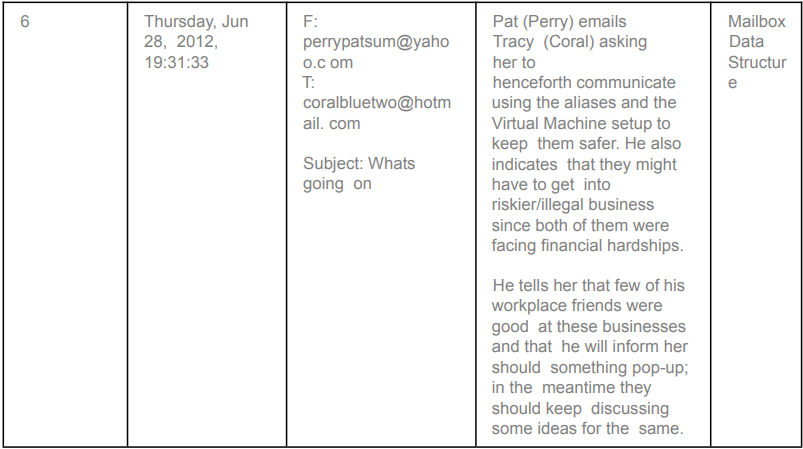 6
Thursday, Jun
28, 2012,
19:31:33
F:
perrypatsum@yaho
o.c om
T:
coralbluetwo@hotm
ail. com
Subject: Whats
going on
Pat (Perry) emails
Tracy (Coral) asking
her to
henceforth communicate
using the aliases and the
Virtual Machine setup to
keep them safer. He also
indicates that they might
have to get into
riskier/illegal business
since both of them were
facing financial hardships.
He tells her that few of his
workplace friends were
good at these businesses
and that he will inform her
should something pop-up;
in the meantime they
should keep discussing
some ideas for the same.
Mailbox
Data
Structur
e